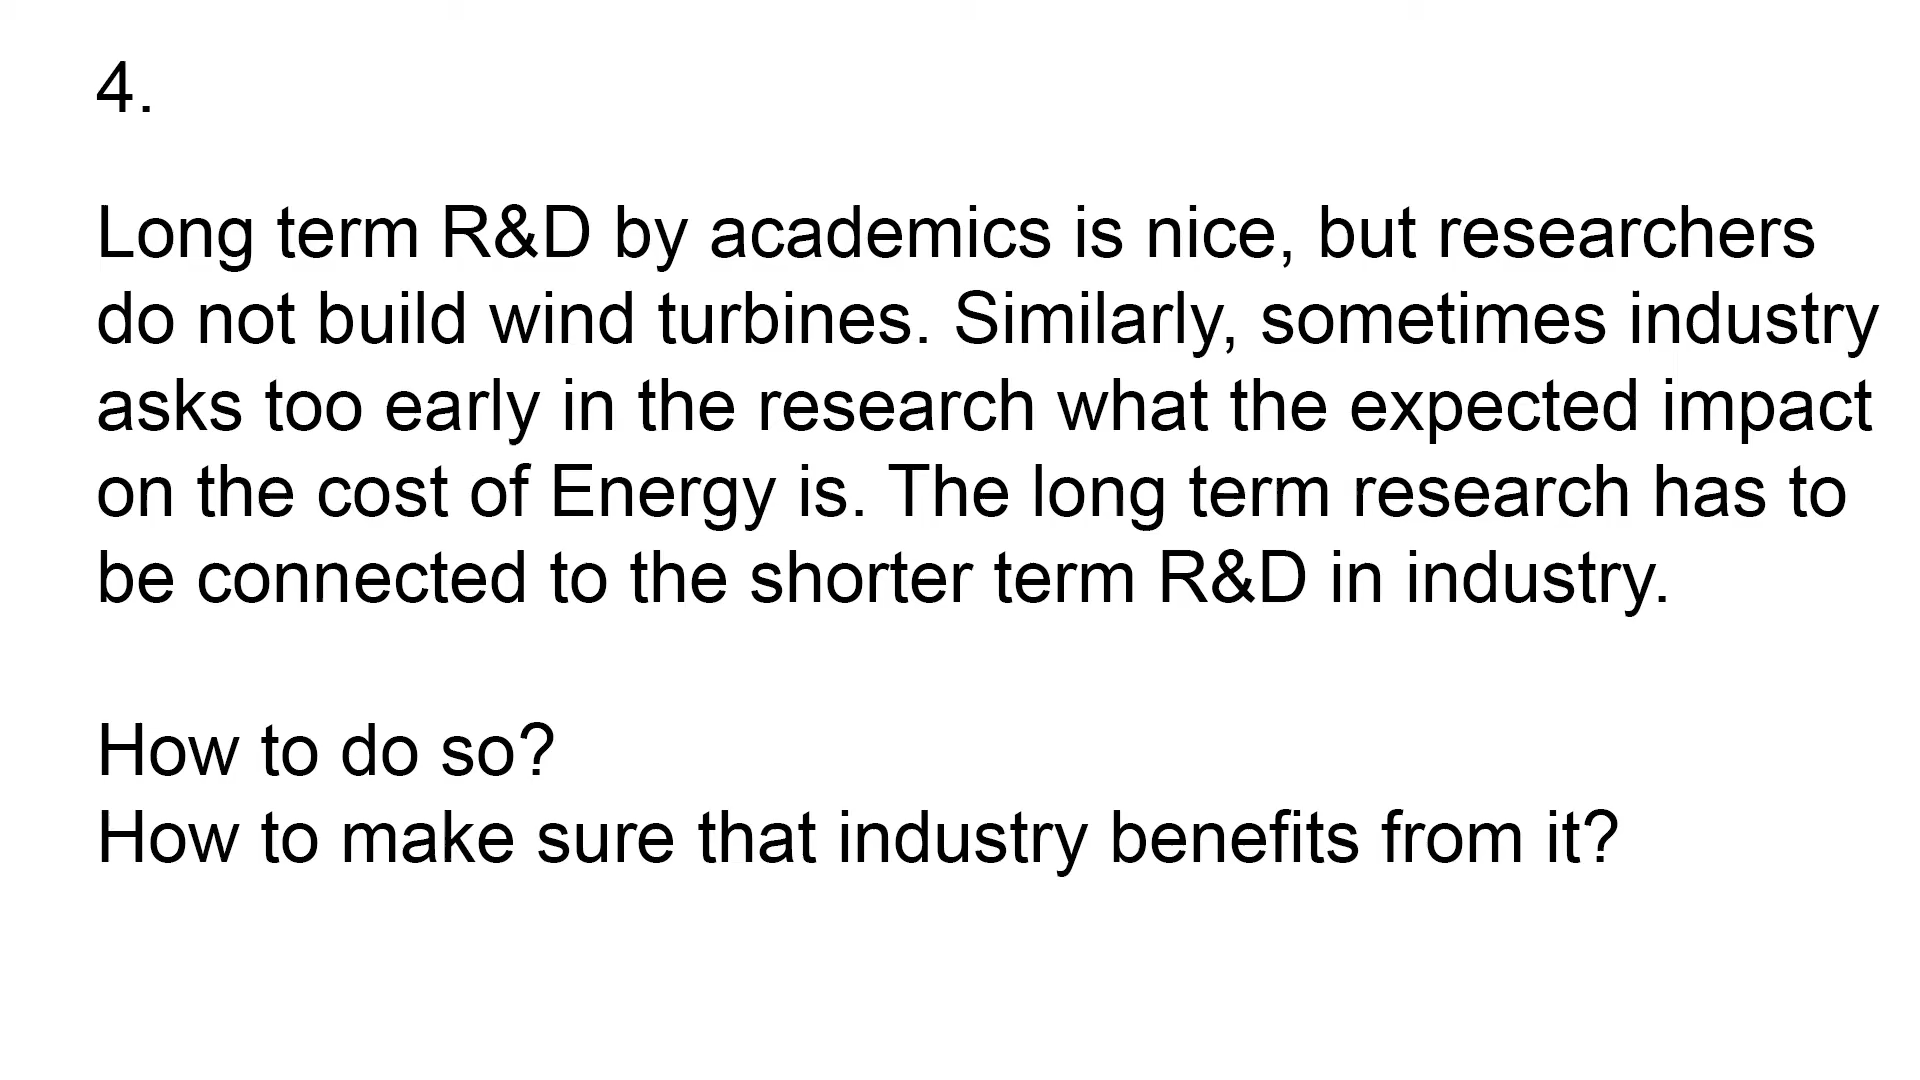 4.
Long term R&D by academics is nice, but researchers
do not build wind turbines. Similarly, sometimes industry
asks too early in the research what the expected impact
on the cost of Energy is. The long term research has to
be connected to the shorter term R&D in industry.
How to do so?
How to make sure that industry benefits from it?